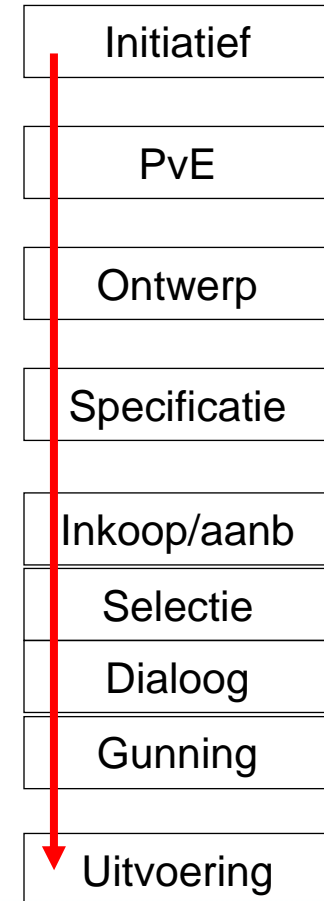 Initiatief
PvE
Ontwerp
Specificatie
Inkoop/aanb
Selectie
Dialoog
Gunning
Uitvoering